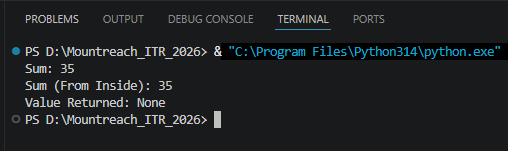 PROBLEMS OUTPUT DEBUG CONSOLE TERMINAL PORTS
PS D:\Mountreach_ITR_2026> & "C:\Program Files\Python314\python.exe"
Sum: 35
Sum (From Inside): 35
Value Returned: None
PS D:\Mountreach_ITR_2026>